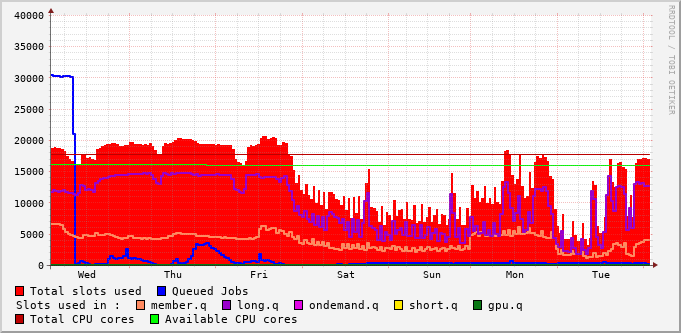 40000
35000
30000
25000
20000
15000
10000
5000
0
Wed Thu Fri Sat Sun Mon Tue
RRDTOOL / TOBI OETIKER
Total slots used Queued Jobs
Slots used in : member.q long.q ondemand.q short.q gpu.q
Total CPU cores Available CPU cores